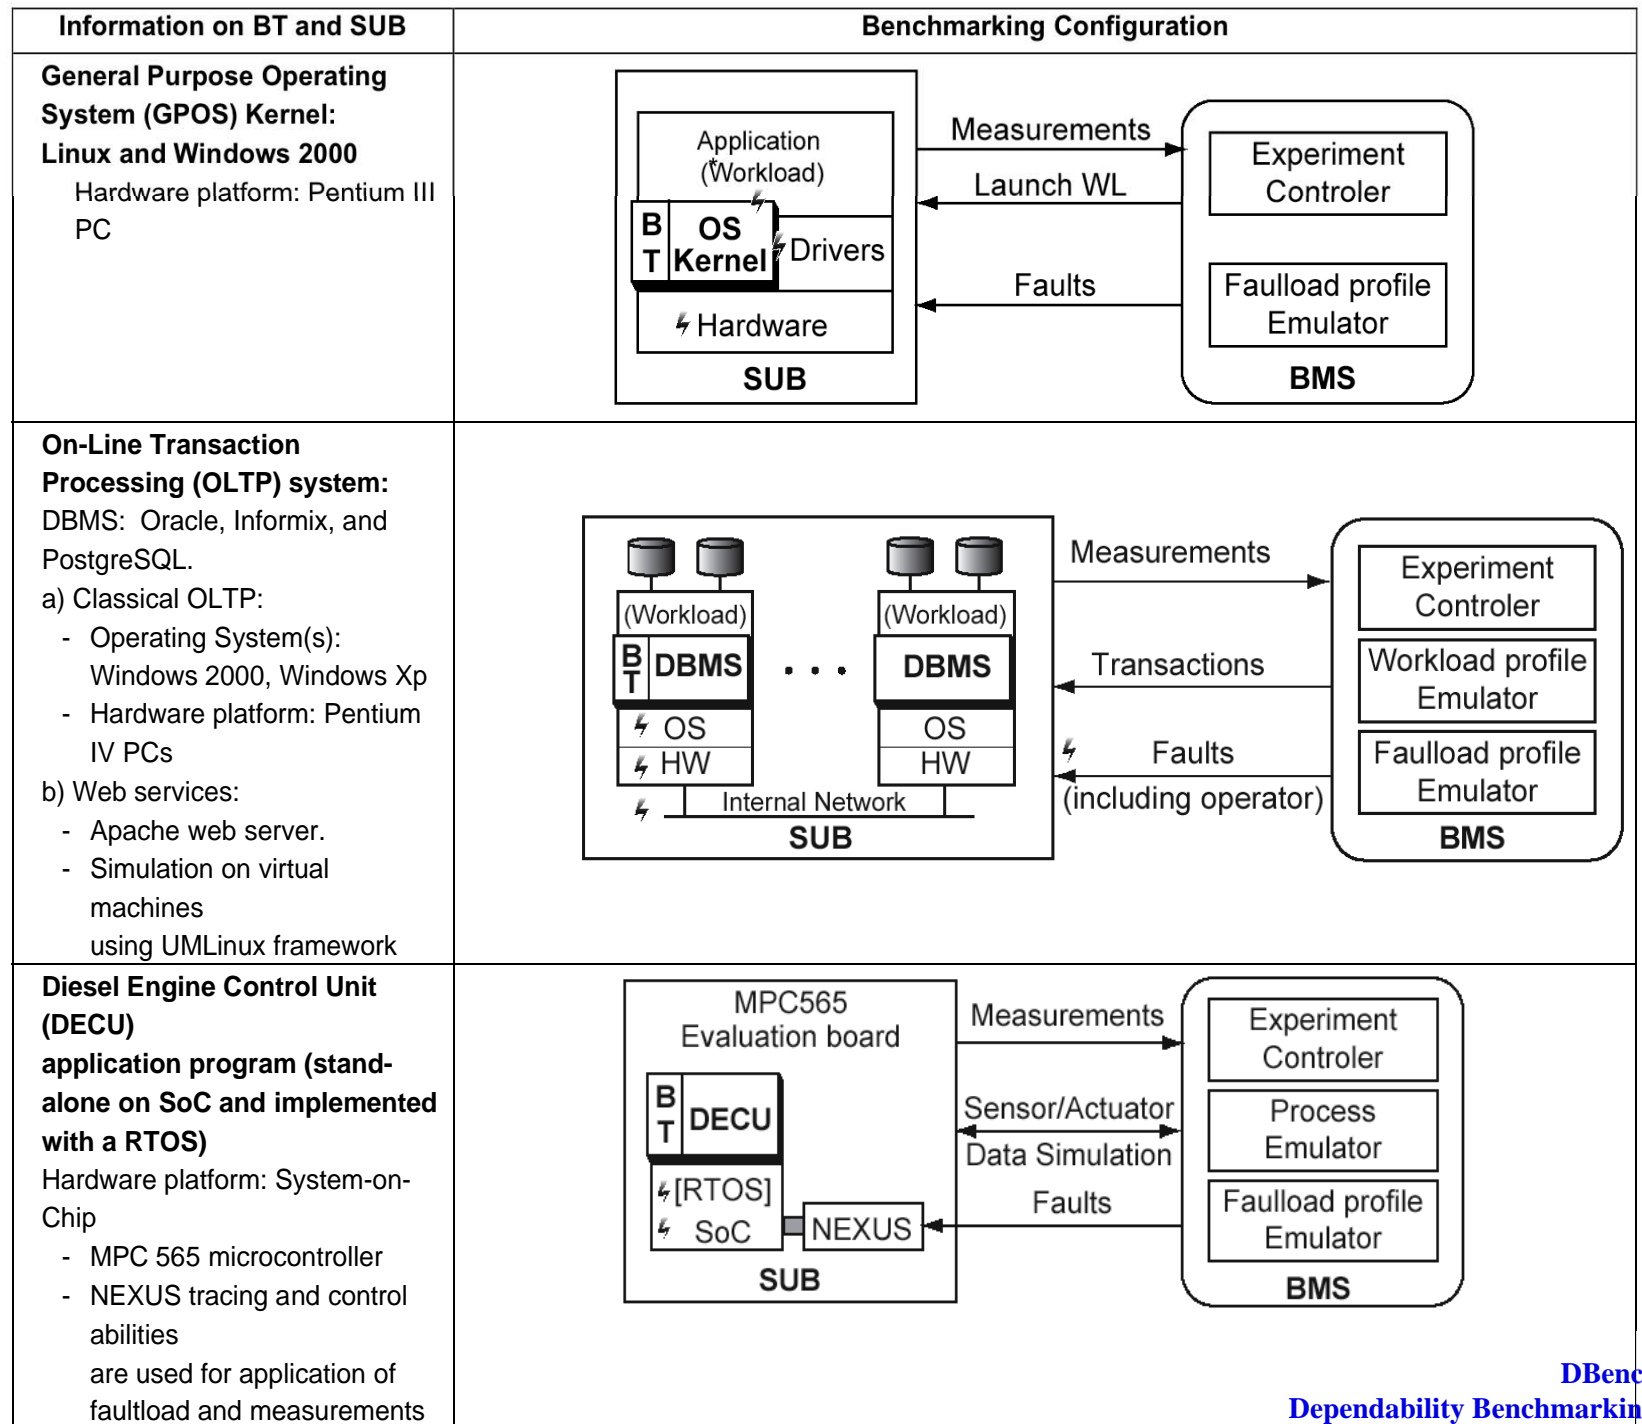 Information on BT and SUB
Benchmarking Configuration
General Purpose Operating
System (GPOS) Kernel:
Linux and Windows 2000
Hardware platform: Pentium III
PC
Application
(*Workload)
B
T
OS
Kernel
Drivers
Hardware
SUB
Measurements
Launch WL
Faults
Experiment
Controler
Faulload profile
Emulator
BMS
On-Line Transaction
Processing (OLTP) system:
DBMS: Oracle, Informix, and
PostgreSQL.
a) Classical OLTP:
- Operating System(s):
Windows 2000, Windows Xp
- Hardware platform: Pentium
IV PCs
b) Web services:
- Apache web server.
- Simulation on virtual
machines
using UMLinux framework
(Workload)
B
T
DBMS
OS
HW
. . .
(Workload)
DBMS
OS
HW
Internal Network
SUB
Measurements
Transactions
Faults
(including operator)
Experiment
Controler
Workload profile
Emulator
Faulload profile
Emulator
BMS
Diesel Engine Control Unit
(DECU)
application program (stand-
alone on SoC and implemented
with a RTOS)
Hardware platform: System-on-
Chip
- MPC 565 microcontroller
- NEXUS tracing and control
abilities
are used for application of
faultload and measurements
MPC565
Evaluation board
B
T
DECU
[RTOS]
SoC
NEXUS
SUB
Measurements
Sensor/Actuator
Data Simulation
Faults
Experiment
Controler
Process
Emulator
Faulload profile
Emulator
BMS
DBenc
Dependability Benchmarkin